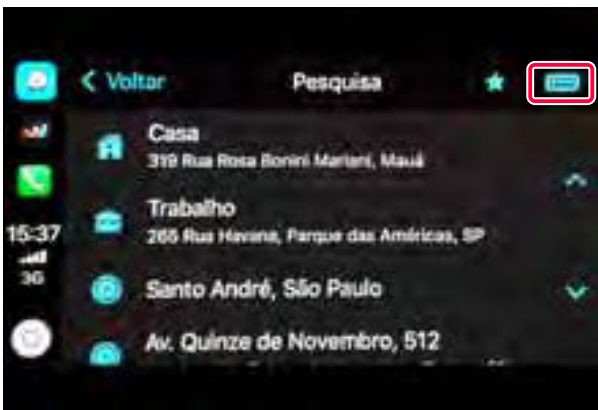 Voltar
Pesquisa
Casa
319 Rua Rosa Bonini Mariani, Mauá
Trabalho
265 Rua Havana, Parque das Américas, SP
15:37
3G
Santo André, São Paulo
Av. Quinze de Novembro, 512